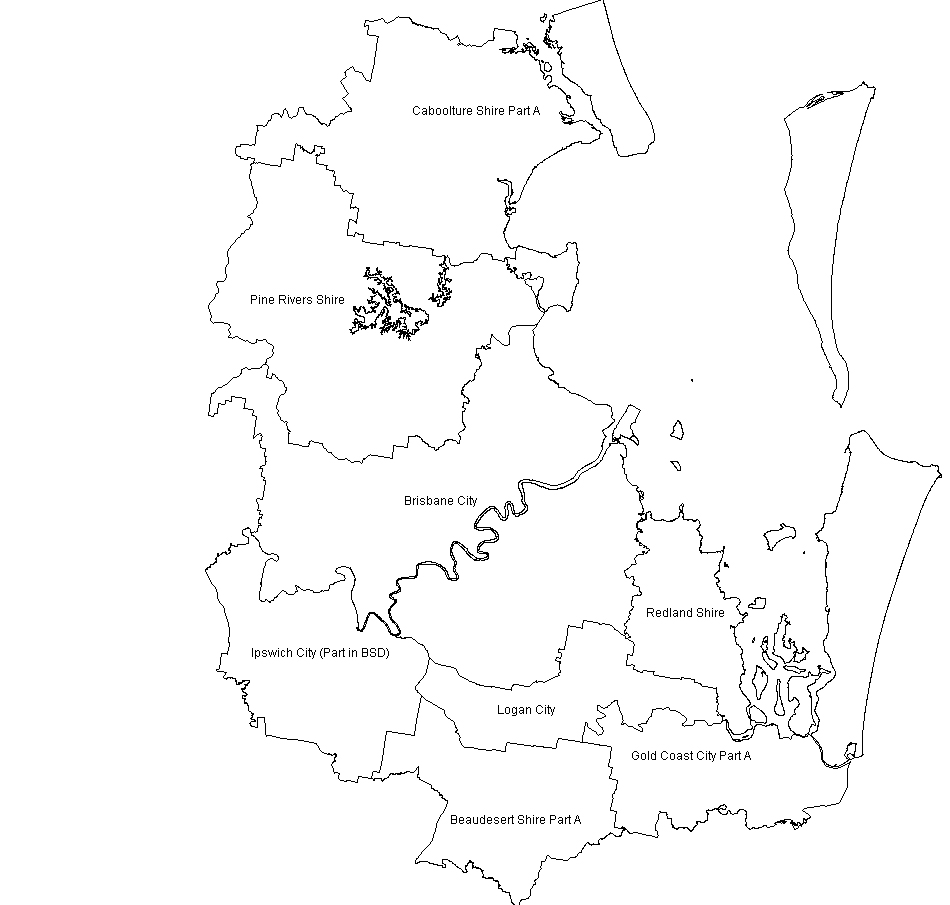 Caboolture Shire Part A
Pine Rivers Shire
Brisbane City
Redland Shire
Ipswich City (Part in BSD)
Logan City
Gold Coast City Part A
Beaudesert Shire Part A